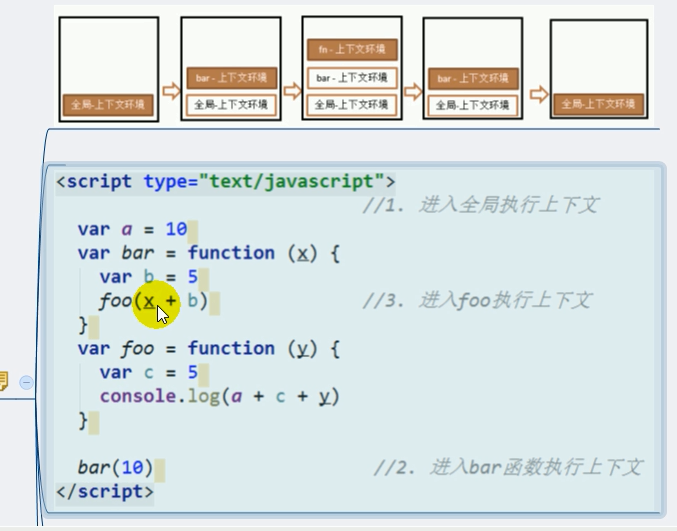 fn - 上下文环境
bar - 上下文环境 bar - 上下文环境 bar - 上下文环境
全局-上下文环境 全局-上下文环境 全局-上下文环境 全局-上下文环境 全局-上下文环境
<script type="text/javascript">
//1. 进入全局执行上下文
var a = 10
var bar = function (x) {
var b = 5
foo(x + b) //3. 进入foo执行上下文
}
var foo = function (y) {
var c = 5
console.log(a + c + y)
}
bar(10) //2. 进入bar函数执行上下文
</script>